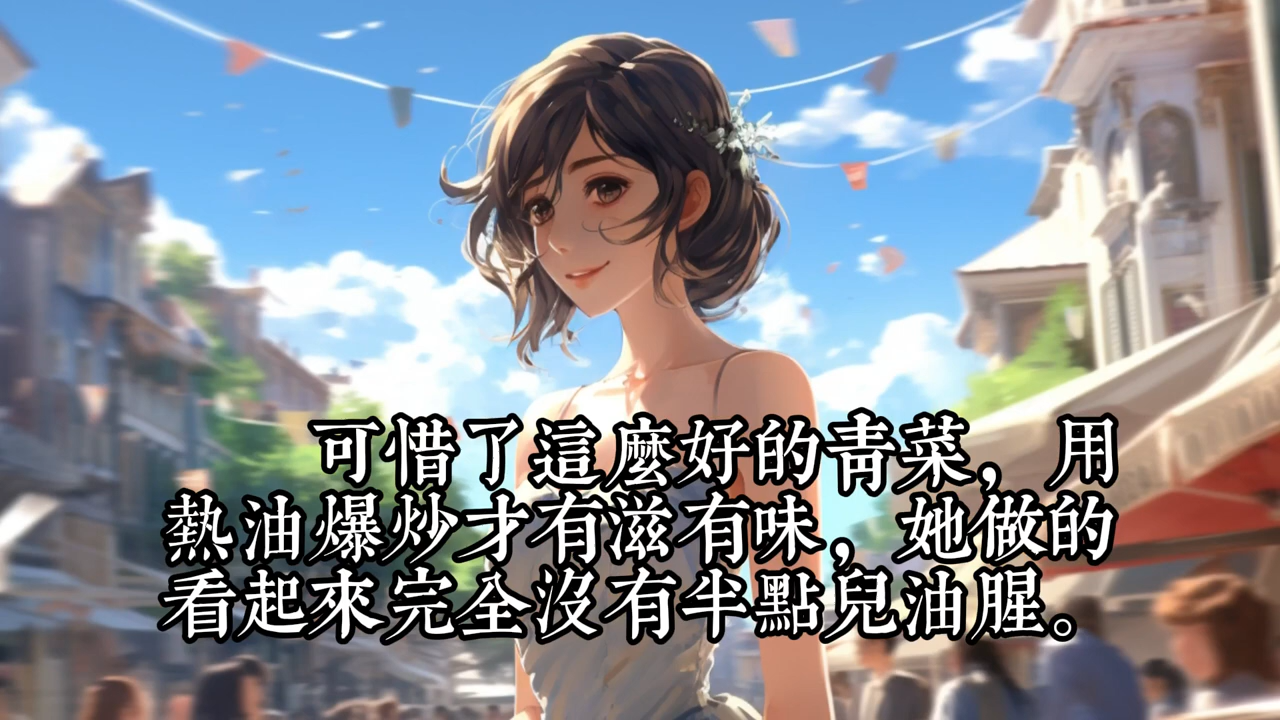 可惜了這麼好的青菜，用
熱油爆炒才有滋有味，她做的
看起來完全沒有半點兒油腥。